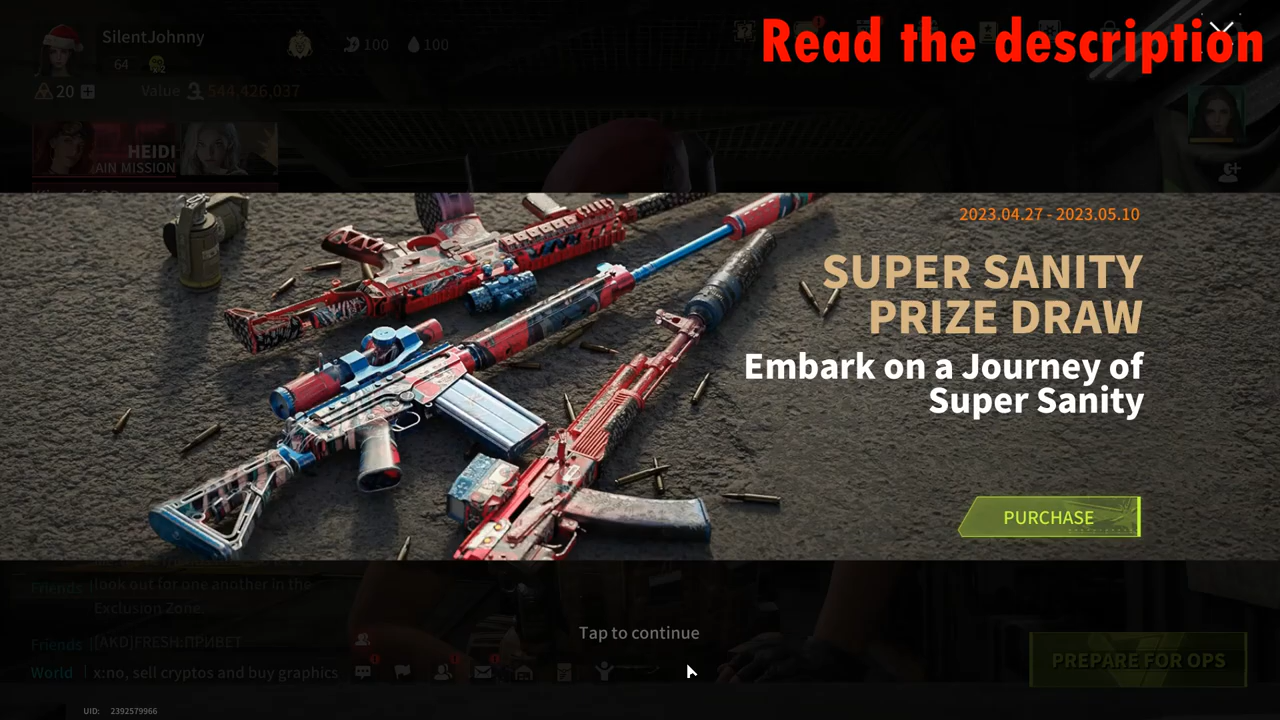 Read the description
SilentJohnny
64
100
100
20
Value 544,426,037
HEIDI
AIN MISSION
2023.04.27 - 2023.05.10
SUPER SANITY
PRIZE DRAW
Embark on a Journey of
Super Sanity
PURCHASE
Friends look out for one another in the
Exclusion Zone.
Tap to continue
Friends [AKD]FRESH:ПРИВЕТ
World x:no, sell cryptos and buy graphics
PREPARE FOR OPS
UID: 2392579966